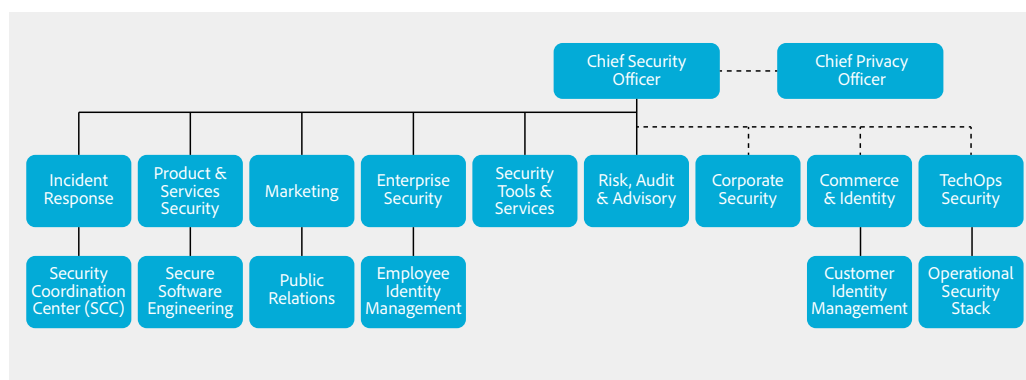 Chief Security
Officer
Chief Privacy
Officer
Incident
Response
Product &
Services
Security
Marketing
Enterprise
Security
Security
Tools &
Services
Risk, Audit
& Advisory
Corporate
Security
Commerce
& Identity
TechOps
Security
Security
Coordination
Center (SCC)
Secure
Software
Engineering
Public
Relations
Employee
Identity
Management
Customer
Identity
Management
Operational
Security
Stack